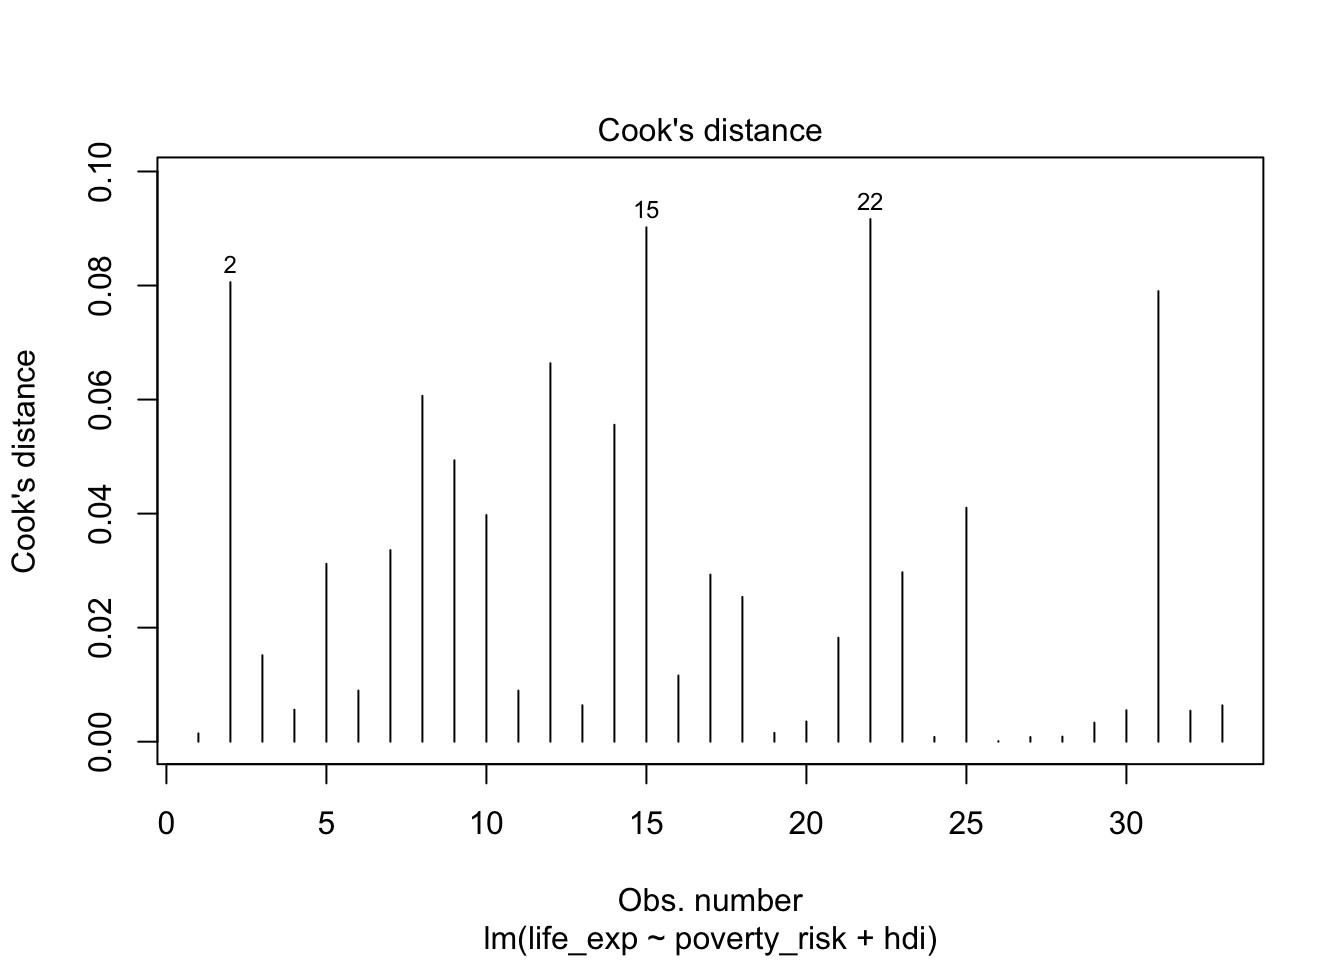 Cook's distance
Cook's distance
0.10
0.08
0.06
0.04
0.02
0.00
2
15
22
0 5 10 15 20 25 30
Obs. number
lm(life_exp ~ poverty_risk + hdi)